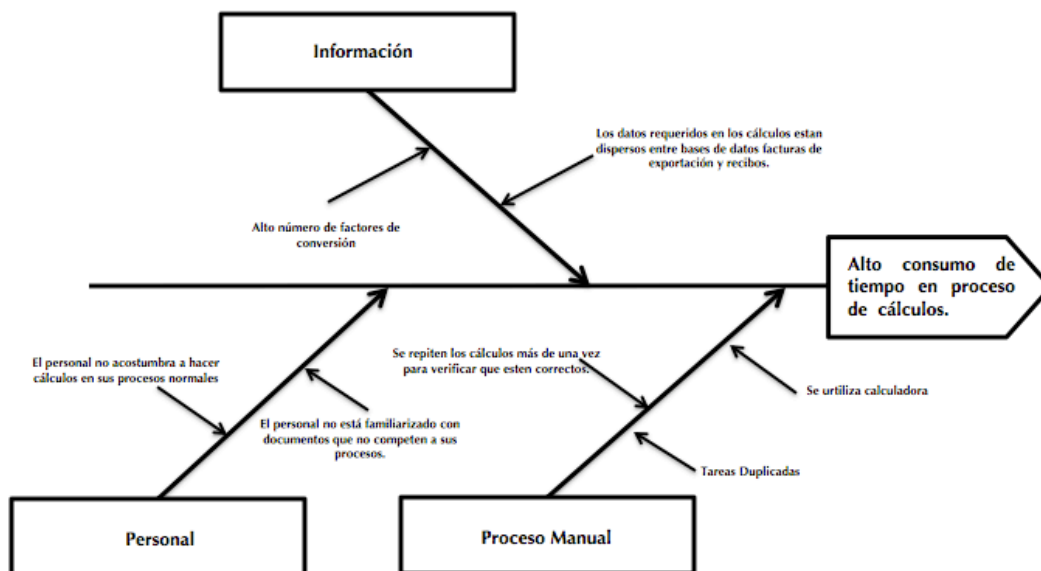 Información
Los datos requeridos en los cálculos estan
dispersos entre bases de datos facturas de
exportación y recibos.
Alto número de factores de
conversión
Alto consumo de
tiempo en proceso
de cálculos.
El personal no acostumbra a hacer
cálculos en sus procesos normales
El personal no está familiarizado con
documentos que no competen a sus
procesos.
Se repiten los cálculos más de una vez
para verificar que esten correctos.
Se urtiliza calculadora
Tareas Duplicadas
Personal
Proceso Manual